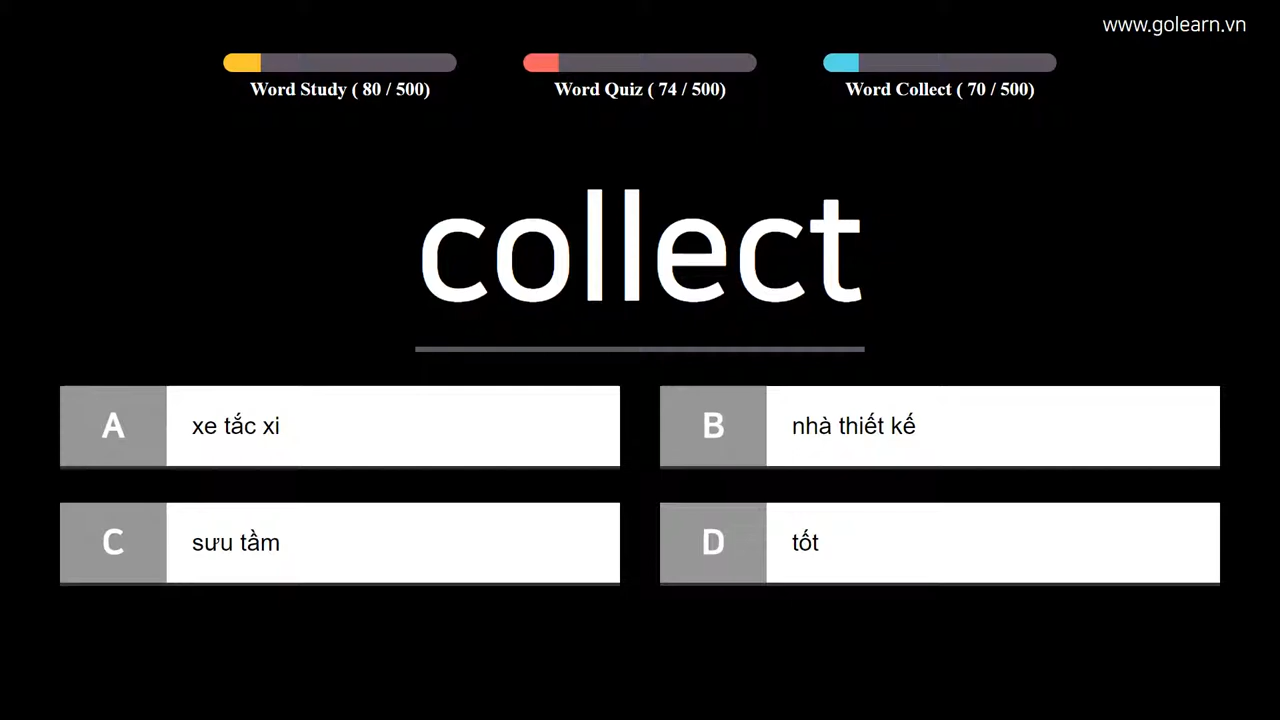 www.golearn.vn
Word Study ( 80 / 500)
Word Quiz ( 74 / 500)
Word Collect ( 70 / 500)
collect
A xe tắc xi
B nhà thiết kế
C sưu tầm
D tốt